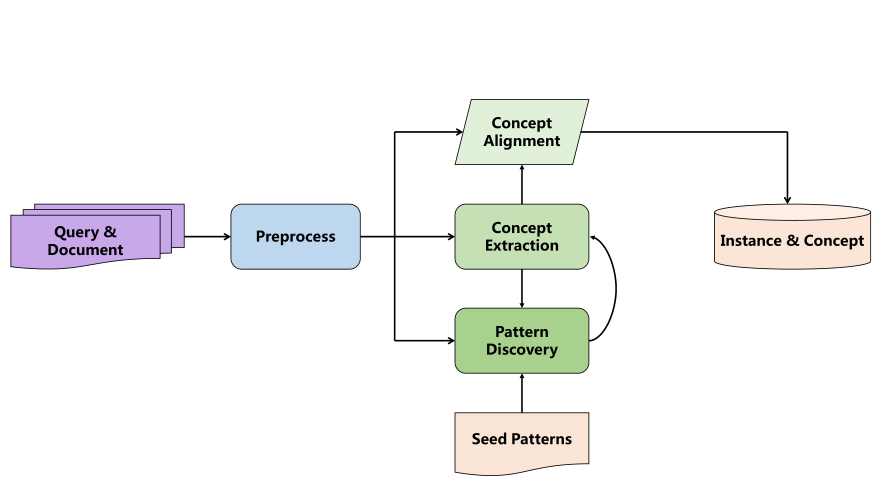 Concept
Alignment
Query &
Document
Preprocess
Concept
Extraction
Instance & Concept
Pattern
Discovery
Seed Patterns